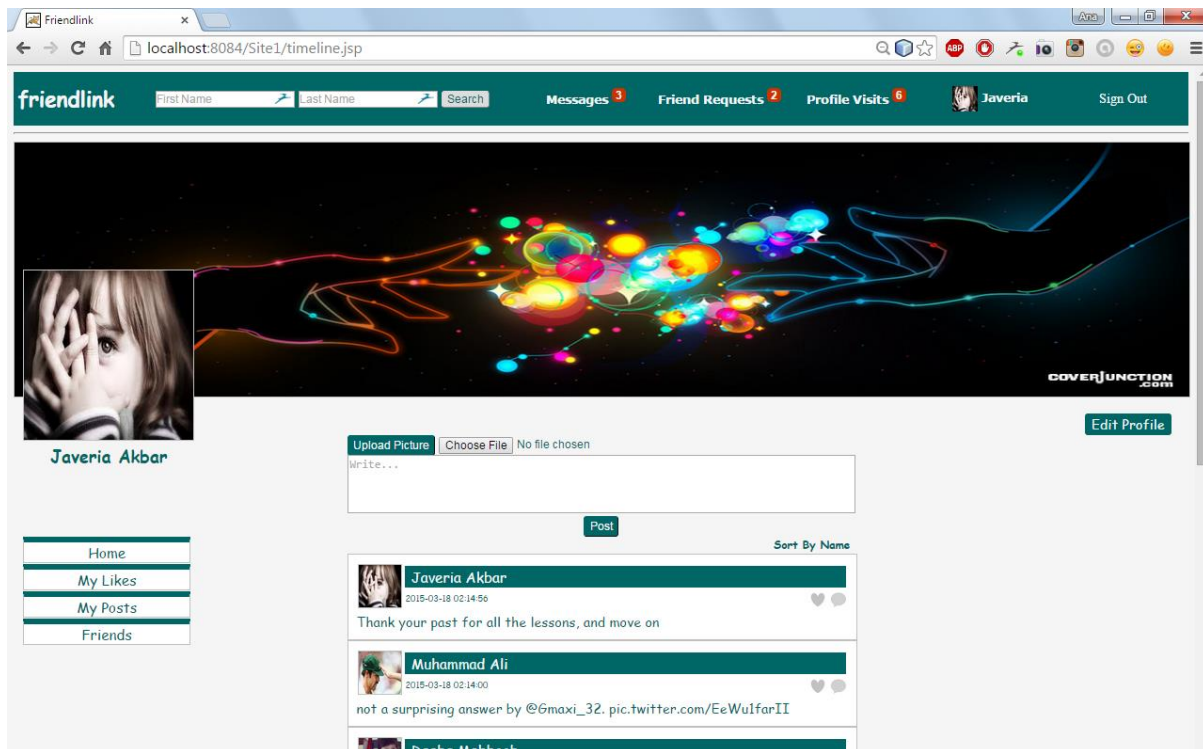 Friendlink
Ana
localhost:8084/Site1/timeline.jsp
ABP
friendlink
First Name
Last Name
Search
Messages 3
Friend Requests 2
Profile Visits 6
Javeria
Sign Out
COVERJUNCTION
.com
Edit Profile
Javeria Akbar
Upload Picture Choose File No file chosen
Write...
Post
Sort By Name
Home
My Likes
My Posts
Friends
Javeria Akbar
2015-03-18 02:14:56
Thank your past for all the lessons, and move on
Muhammad Ali
2015-03-18 02:14:00
not a surprising answer by @Gmaxi_32. pic.twitter.com/EeWu1farII